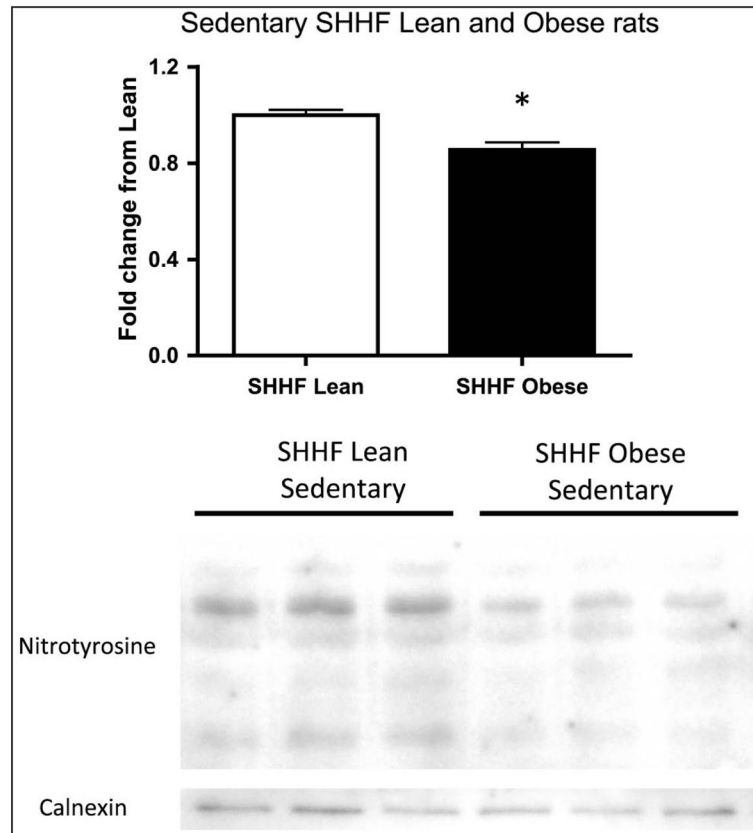 Sedentary SHHF Lean and Obese rats
Fold change from Lean
1.2
0.8
0.4
0.0
*
SHHF Lean
SHHF Obese
SHHF Lean
Sedentary
SHHF Obese
Sedentary
Nitrotyrosine
Calnexin